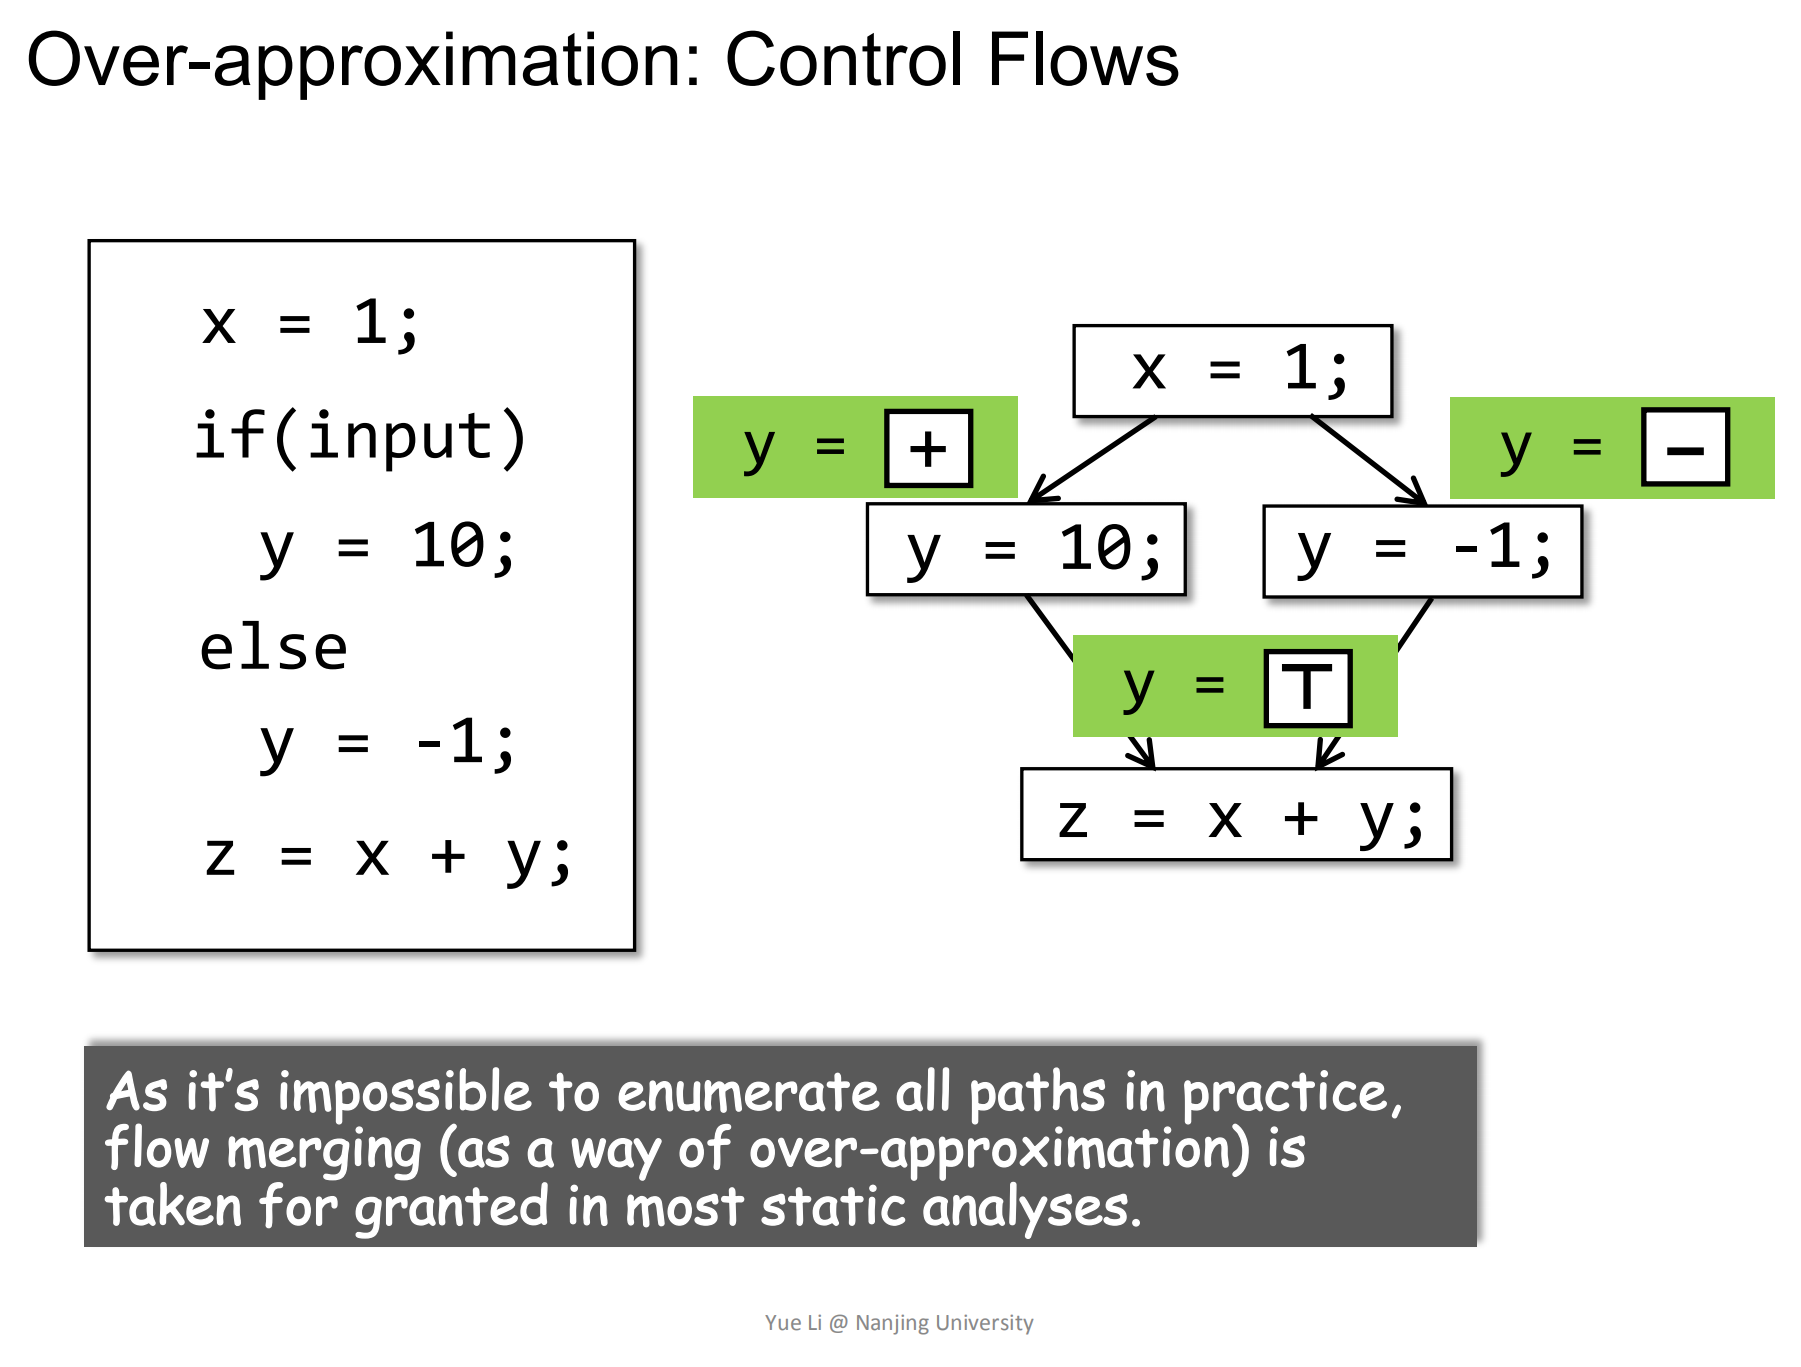 Over-approximation: Control Flows
x = 1;
if(input)
y = 10;
else
y = -1;
z = x + y;
x = 1;
y = +
y = −
y = 10;
y = -1;
y = ⊤
z = x + y;
As it's impossible to enumerate all paths in practice,
flow merging (as a way of over-approximation) is
taken for granted in most static analyses.
Yue Li @ Nanjing University